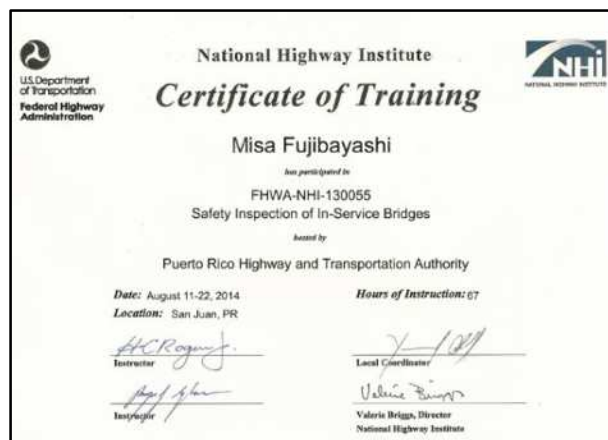 U.S. Department
of Transportation
Federal Highway
Administration
National Highway Institute
NHi
NATIONAL HIGHWAY INSTITUTE
Certificate of Training
Misa Fujibayashi
has participated in
FHWA-NHI-130055
Safety Inspection of In-Service Bridges
hosted by
Puerto Rico Highway and Transportation Authority
Date: August 11-22, 2014
Hours of Instruction: 67
Location: San Juan, PR
Instructor
Local Coordinator
Instructor
Valerie Briggs
Valerie Briggs, Director
National Highway Institute